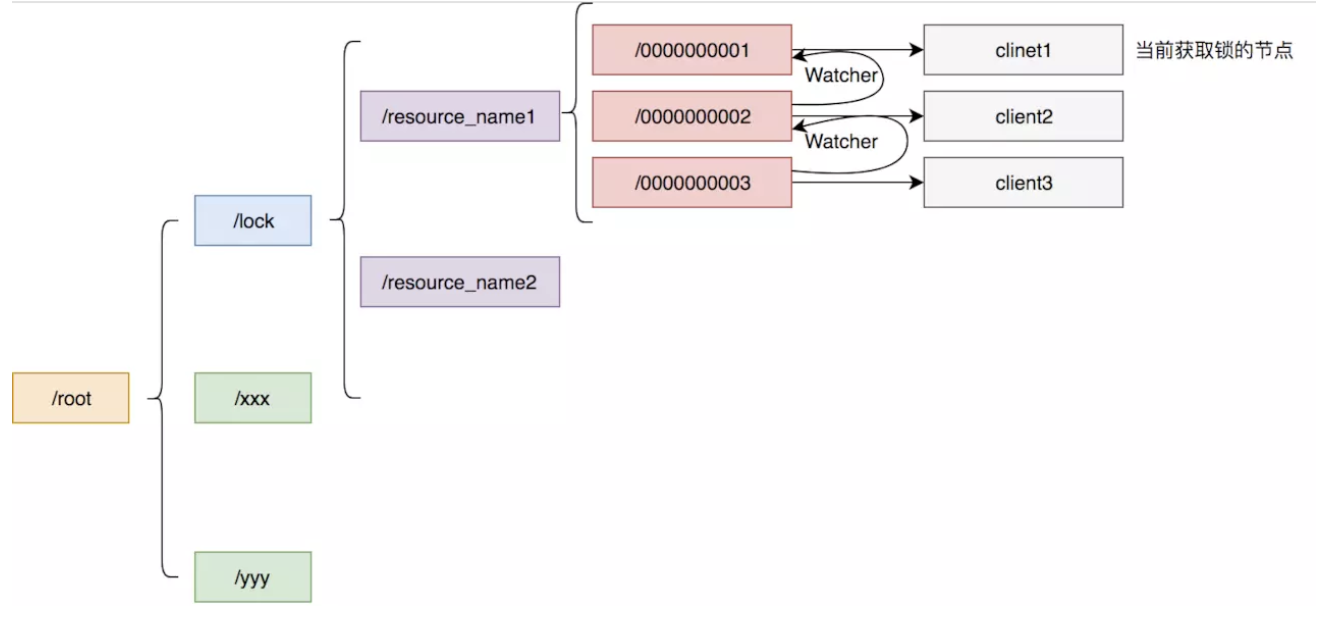 /0000000001
clinet1
当前获取锁的节点
Watcher
/resource_name1
/0000000002
client2
Watcher
/0000000003
client3
/lock
/resource_name2
/root
/xxx
/yyy